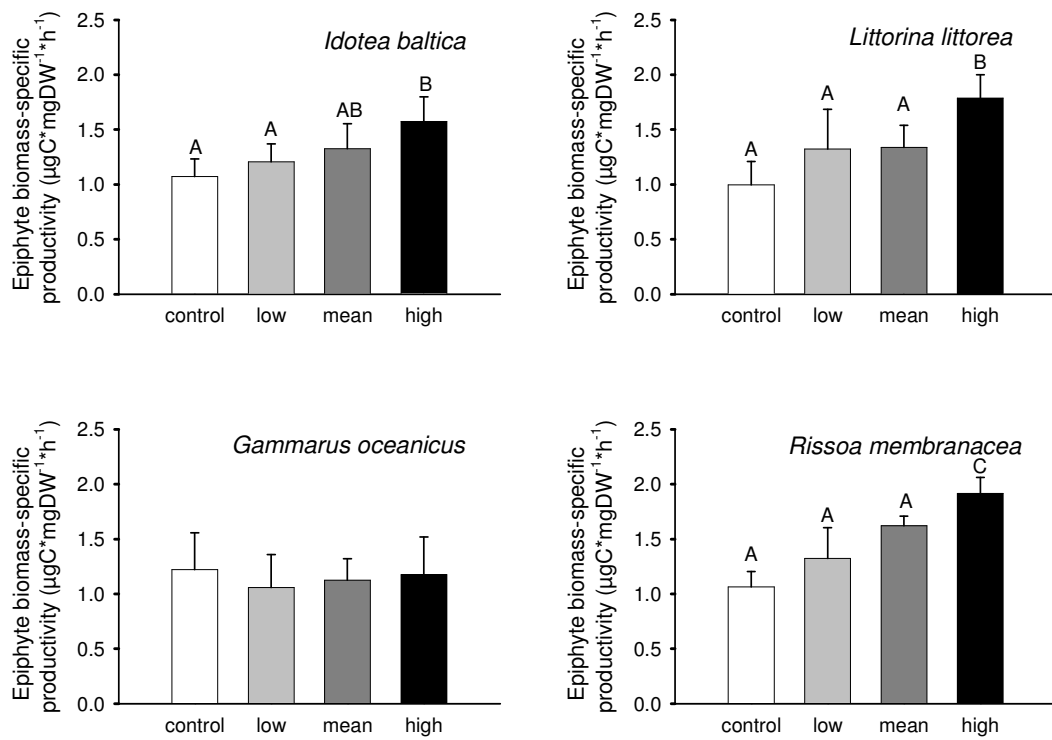 Idotea baltica
Epiphyte biomass-specific
productivity (µgC*mgDW⁻¹*h⁻¹)
2.5
2.0
1.5
1.0
0.5
0.0
A
A
AB
B
control
low
mean
high
Littorina littorea
Epiphyte biomass-specific
productivity (µgC*mgDW⁻¹*h⁻¹)
2.5
2.0
1.5
1.0
0.5
0.0
A
A
A
B
control
low
mean
high
Gammarus oceanicus
Epiphyte biomass-specific
productivity (µgC*mgDW⁻¹*h⁻¹)
2.5
2.0
1.5
1.0
0.5
0.0
control
low
mean
high
Rissoa membranacea
Epiphyte biomass-specific
productivity (µgC*mgDW⁻¹*h⁻¹)
2.5
2.0
1.5
1.0
0.5
0.0
A
A
A
C
control
low
mean
high